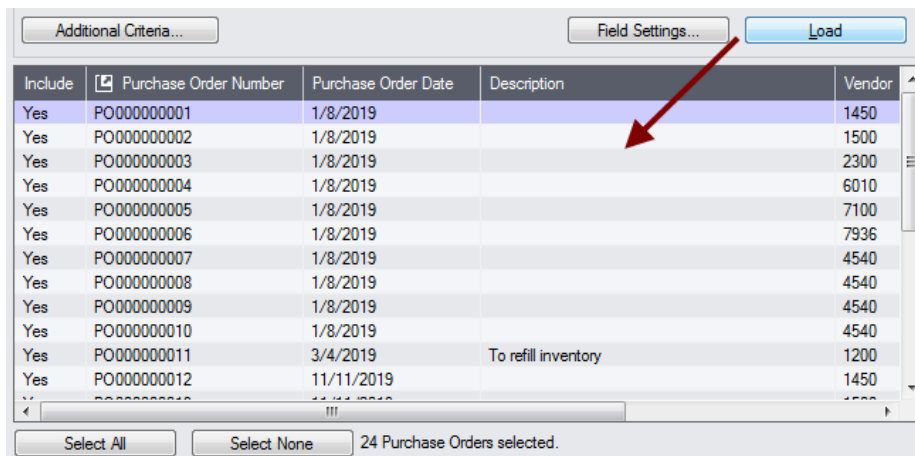 Additional Criteria... Field Settings... Load
Include Purchase Order Number Purchase Order Date Description Vendor
Yes PO000000001 1/8/2019 1450
Yes PO000000002 1/8/2019 1500
Yes PO000000003 1/8/2019 2300
Yes PO000000004 1/8/2019 6010
Yes PO000000005 1/8/2019 7100
Yes PO000000006 1/8/2019 7936
Yes PO000000007 1/8/2019 4540
Yes PO000000008 1/8/2019 4540
Yes PO000000009 1/8/2019 4540
Yes PO000000010 1/8/2019 4540
Yes PO000000011 3/4/2019 To refill inventory 1200
Yes PO000000012 11/11/2019 1450
Select All Select None 24 Purchase Orders selected.